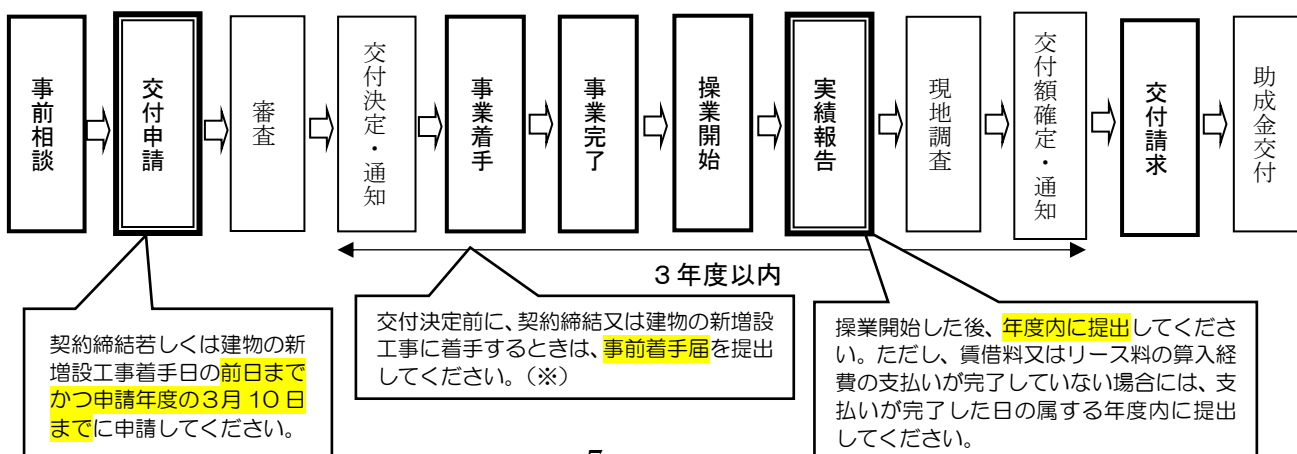 事前相談
交付申請
審査
交付決定・通知
事業着手
事業完了
操業開始
実績報告
現地調査
交付額確定・通知
交付請求
助成金交付
3年度以内
契約締結若しくは建物の新
増設工事着手日の前日まで
かつ申請年度の3月10日
までに申請してください。
交付決定前に、契約締結又は建物の新増設
工事に着手するときは、事前着手届を提出
してください。（※）
操業開始した後、年度内に提出してくださ
い。ただし、賃借料又はリース料の算入経
費の支払いが完了していない場合には、支
払いが完了した日の属する年度内に提出
してください。